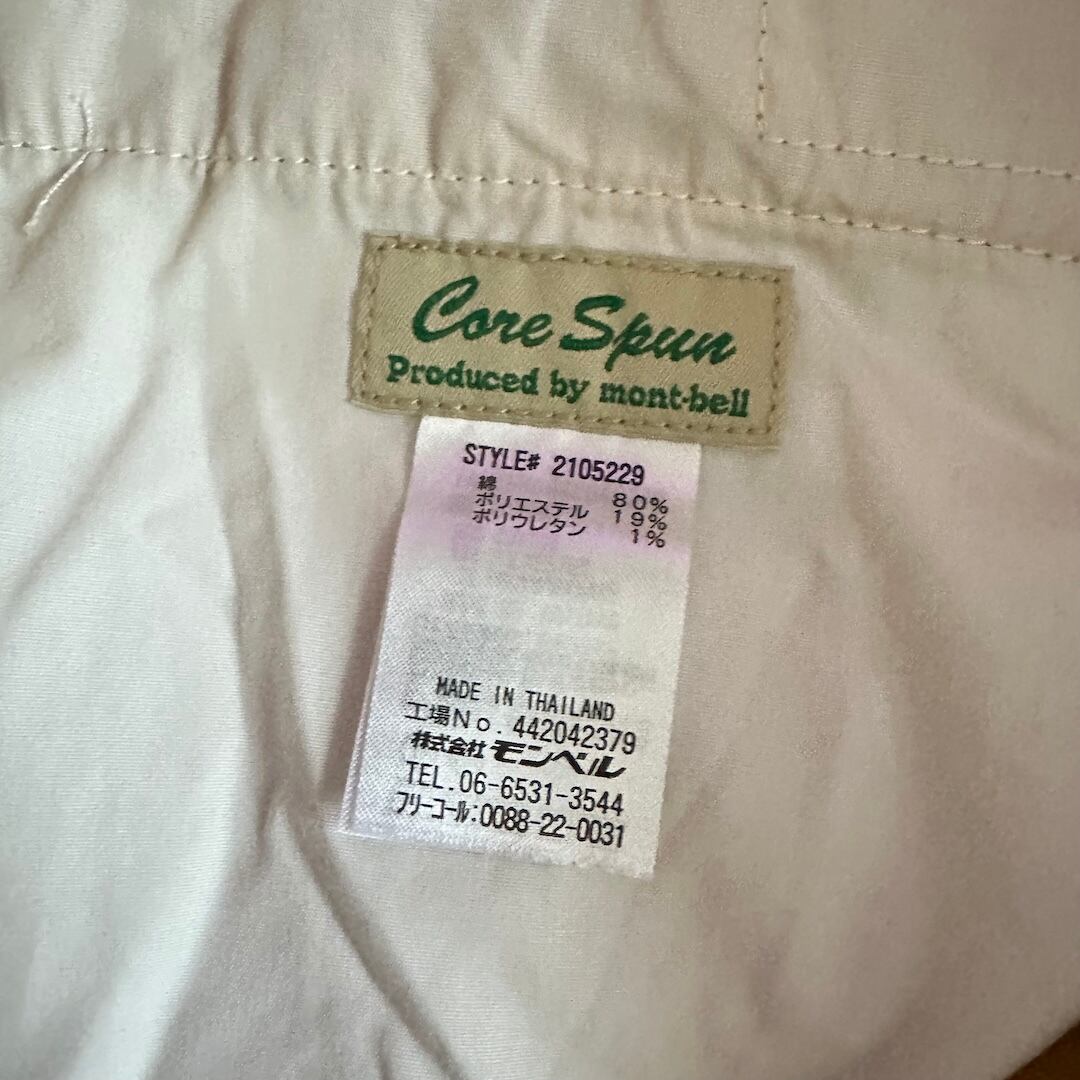 Core Spun
Produced by mont-bell
STYLE# 2105229
綿 80%
ポリエステル 19%
ポリウレタン 1%
MADE IN THAILAND
工場No. 442042379
株式会社モンベル
TEL.06-6531-3544
フリーコール:0088-22-0031